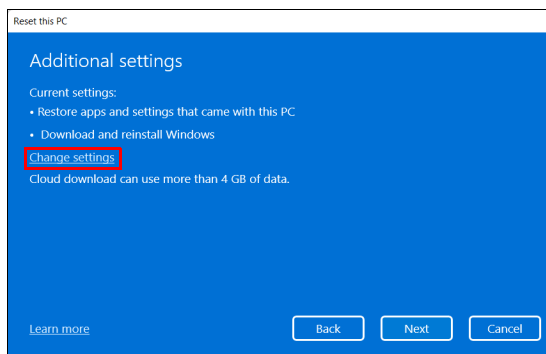 Reset this PC
Additional settings
Current settings:
• Restore apps and settings that came with this PC
• Download and reinstall Windows
Change settings
Cloud download can use more than 4 GB of data.
Learn more
Back
Next
Cancel